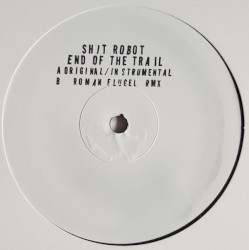 SHIT ROBOT
END OF THE TRAIL
A ORIGINAL/INSTRUMENTAL
B ROMAN FLÜGEL RMX